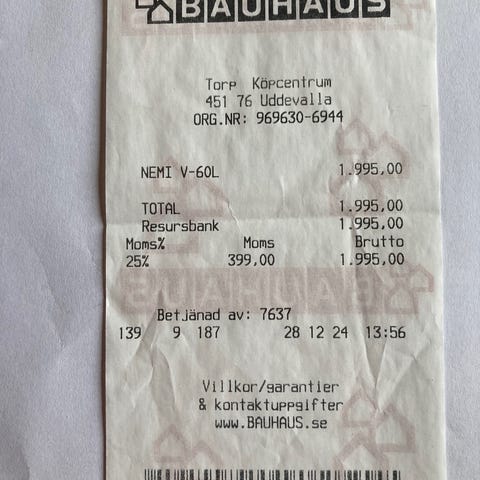 BAUHAUS
Torp Köpcentrum
451 76 Uddevalla
ORG.NR: 969630-6944
NEMI V-60L 1.995,00
TOTAL 1.995,00
Resursbank 1.995,00
Moms% Moms Brutto
25% 399,00 1.995,00
Betjänad av: 7637
139 9 187 28 12 24 13:56
Villkor/garantier
& kontaktuppgifter
www.BAUHAUS.se